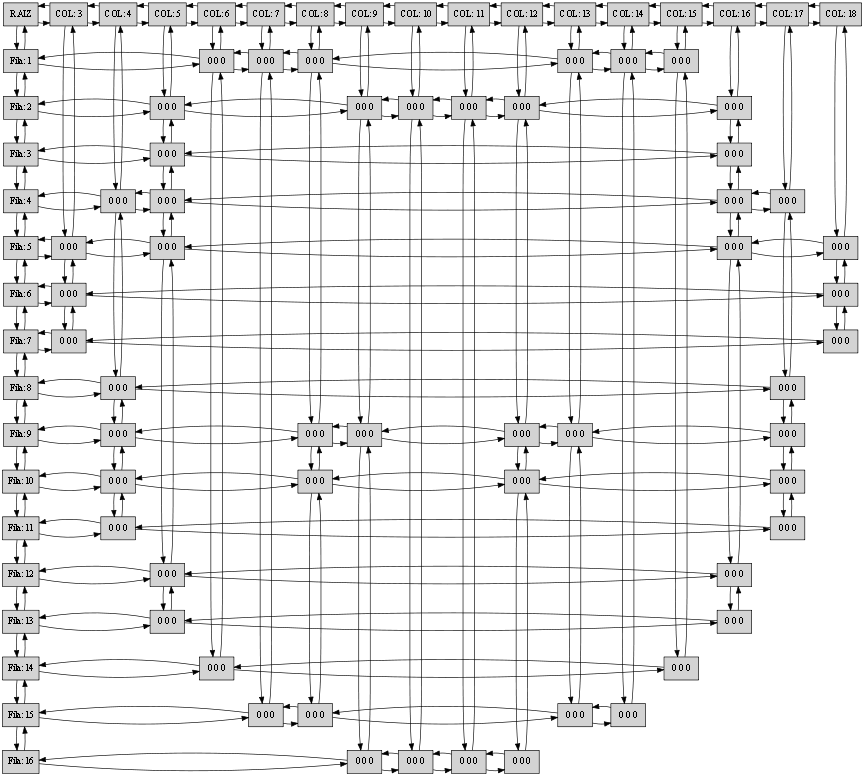 RAIZ COL: 3 COL: 4 COL: 5 COL: 6 COL: 7 COL: 8 COL: 9 COL: 10 COL: 11 COL: 12 COL: 13 COL: 14 COL: 15 COL: 16 COL: 17 COL: 18
Fila: 1 0 0 0 0 0 0 0 0 0 0 0 0 0 0 0 0 0 0
Fila: 2 0 0 0 0 0 0 0 0 0 0 0 0 0 0 0 0 0 0
Fila: 3 0 0 0 0 0 0
Fila: 4 0 0 0 0 0 0 0 0 0 0 0 0
Fila: 5 0 0 0 0 0 0 0 0 0 0 0 0
Fila: 6 0 0 0 0 0 0
Fila: 7 0 0 0 0 0 0
Fila: 8 0 0 0 0 0 0
Fila: 9 0 0 0 0 0 0 0 0 0 0 0 0 0 0 0 0 0 0
Fila: 10 0 0 0 0 0 0 0 0 0 0 0 0
Fila: 11 0 0 0 0 0 0
Fila: 12 0 0 0 0 0 0
Fila: 13 0 0 0 0 0 0
Fila: 14 0 0 0 0 0 0
Fila: 15 0 0 0 0 0 0 0 0 0 0 0 0
Fila: 16 0 0 0 0 0 0 0 0 0 0 0 0